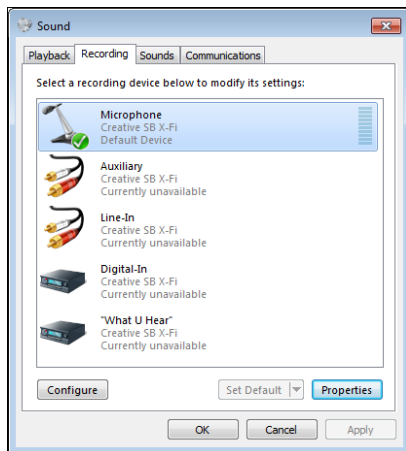 Sound
Playback Recording Sounds Communications
Select a recording device below to modify its settings:
Microphone
Creative SB X-Fi
Default Device
Auxiliary
Creative SB X-Fi
Currently unavailable
Line-In
Creative SB X-Fi
Currently unavailable
Digital-In
Creative SB X-Fi
Currently unavailable
"What U Hear"
Creative SB X-Fi
Currently unavailable
Configure Set Default Properties
OK Cancel Apply